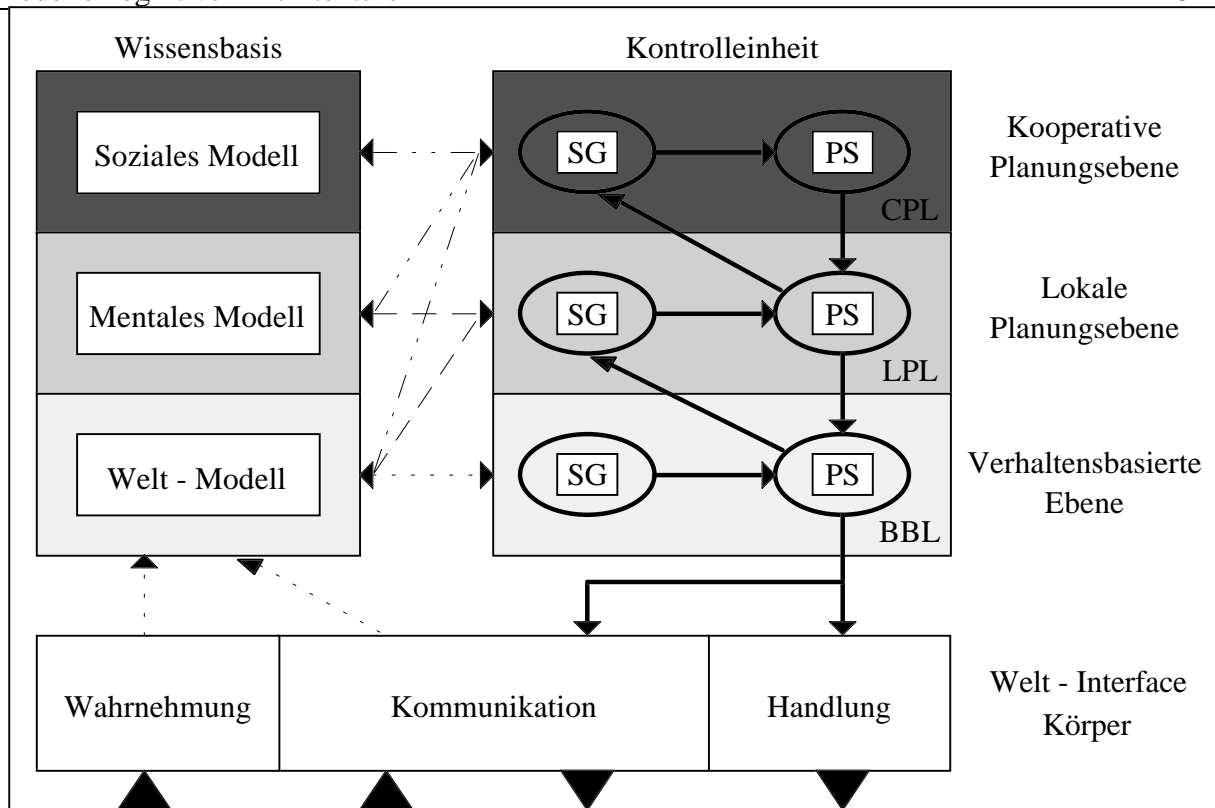 Wissensbasis
Kontrolleinheit
Soziales Modell
SG
PS
CPL
Kooperative
Planungsebene
Mentales Modell
SG
PS
LPL
Lokale
Planungsebene
Welt - Modell
SG
PS
BBL
Verhaltensbasierte
Ebene
Wahrnehmung
Kommunikation
Handlung
Welt - Interface
Körper